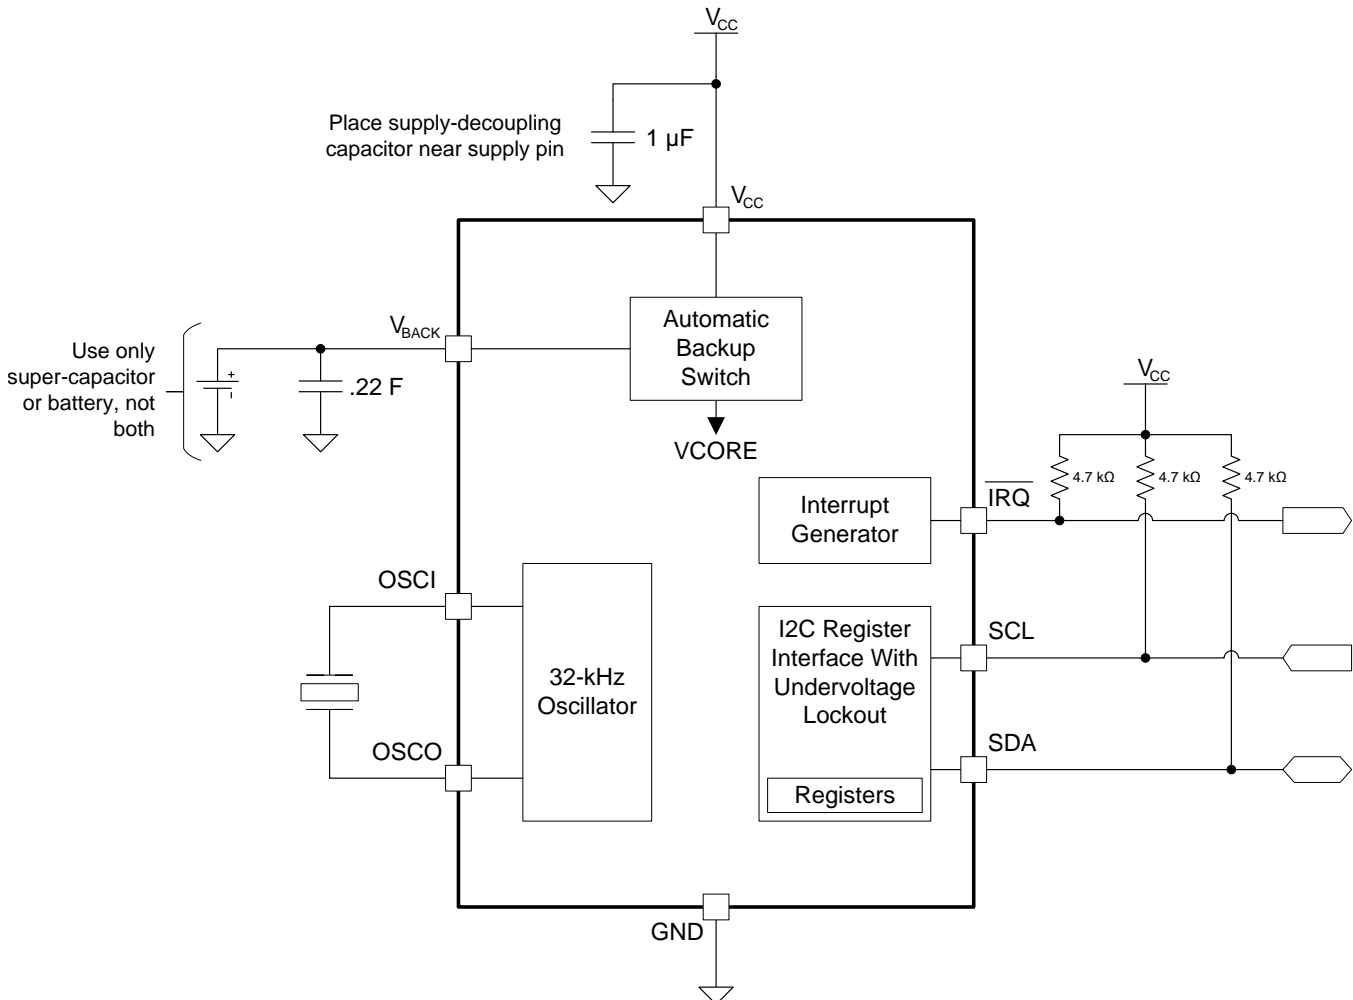 VCC
Place supply-decoupling
capacitor near supply pin
1 µF
VCC
VBACK
Automatic
Backup
Switch
Use only
super-capacitor
or battery, not
both
+
-
.22 F
VCORE
VCC
4.7 kΩ
4.7 kΩ
4.7 kΩ
IRQ
Interrupt
Generator
OSCI
32-kHz
Oscillator
OSCO
I2C Register
Interface With
Undervoltage
Lockout
SCL
SDA
Registers
GND